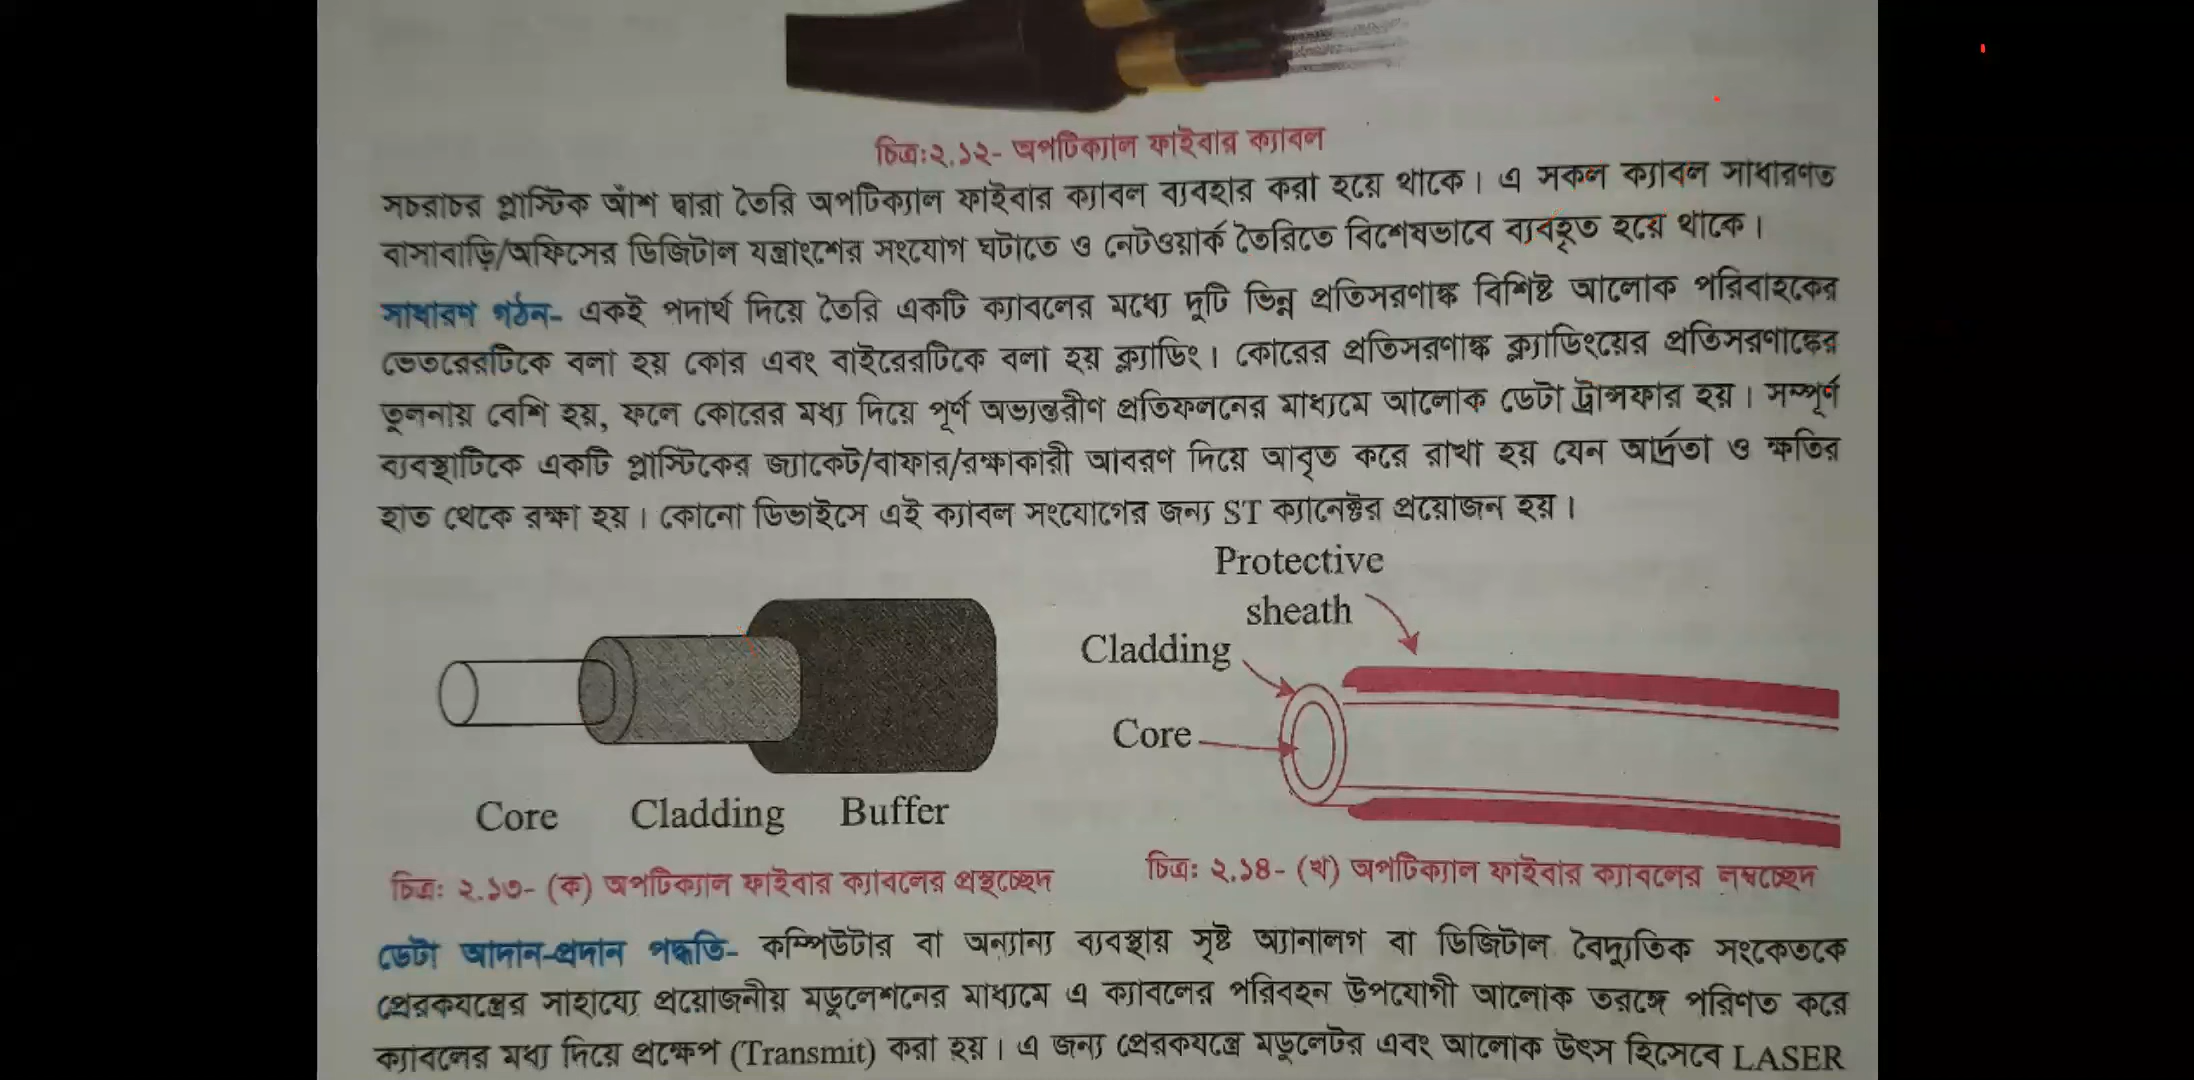 চিত্র:২.১২- অপটিক্যাল ফাইবার ক্যাবল
সচরাচর প্লাস্টিক আঁশ দ্বারা তৈরি অপটিক্যাল ফাইবার ক্যাবল ব্যবহার করা হয়ে থাকে। এ সকল ক্যাবল সাধারণত
বাসাবাড়ি/অফিসের ডিজিটাল যন্ত্রাংশের সংযোগ ঘটাতে ও নেটওয়ার্ক তৈরিতে বিশেষভাবে ব্যবহৃত হয়ে থাকে।
সাধারণ গঠন- একই পদার্থ দিয়ে তৈরি একটি ক্যাবলের মধ্যে দুটি ভিন্ন প্রতিসরণাঙ্ক বিশিষ্ট আলোক পরিবাহকের
ভেতরেরটিকে বলা হয় কোর এবং বাইরেরটিকে বলা হয় ক্ল্যাডিং। কোরের প্রতিসরণাঙ্ক ক্ল্যাডিংয়ের প্রতিসরণাঙ্কের
তুলনায় বেশি হয়, ফলে কোরের মধ্য দিয়ে পূর্ণ অভ্যন্তরীণ প্রতিফলনের মাধ্যমে আলোক ডেটা ট্রান্সফার হয়। সম্পূর্ণ
ব্যবস্থাটিকে একটি প্লাস্টিকের জ্যাকেট/বাফার/রক্ষাকারী আবরণ দিয়ে আবৃত করে রাখা হয় যেন আর্দ্রতা ও ক্ষতির
হাত থেকে রক্ষা হয়। কোনো ডিভাইসে এই ক্যাবল সংযোগের জন্য ST ক্যানেক্টর প্রয়োজন হয়।
Protective
sheath
Cladding
Core
Core Cladding Buffer
চিত্র: ২.১৩- (ক) অপটিক্যাল ফাইবার ক্যাবলের প্রস্থচ্ছেদ
চিত্র: ২.১৪- (খ) অপটিক্যাল ফাইবার ক্যাবলের লম্বচ্ছেদ
ডেটা আদান-প্রদান পদ্ধতি- কম্পিউটার বা অন্যান্য ব্যবস্থায় সৃষ্ট অ্যানালগ বা ডিজিটাল বৈদ্যুতিক সংকেতকে
প্রেরকযন্ত্রের সাহায্যে প্রয়োজনীয় মডুলেশনের মাধ্যমে এ ক্যাবলের পরিবহন উপযোগী আলোক তরঙ্গে পরিণত করে
ক্যাবলের মধ্য দিয়ে প্রক্ষেপ (Transmit) করা হয়। এ জন্য প্রেরকযন্ত্রে মডুলেটর এবং আলোক উৎস হিসেবে LASER